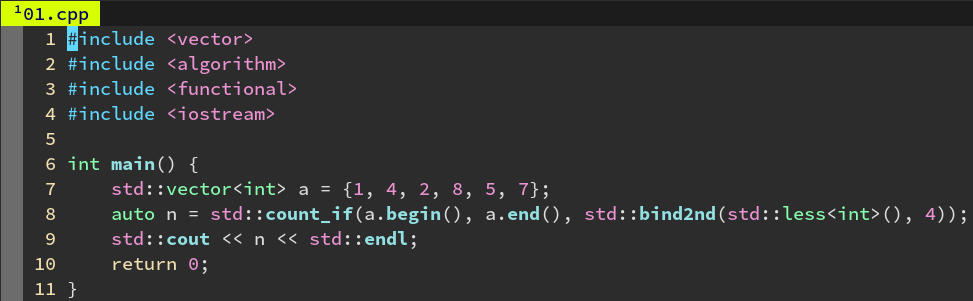 ¹01.cpp
1 #include <vector>
2 #include <algorithm>
3 #include <functional>
4 #include <iostream>
5
6 int main() {
7     std::vector<int> a = {1, 4, 2, 8, 5, 7};
8     auto n = std::count_if(a.begin(), a.end(), std::bind2nd(std::less<int>(), 4));
9     std::cout << n << std::endl;
10     return 0;
11 }